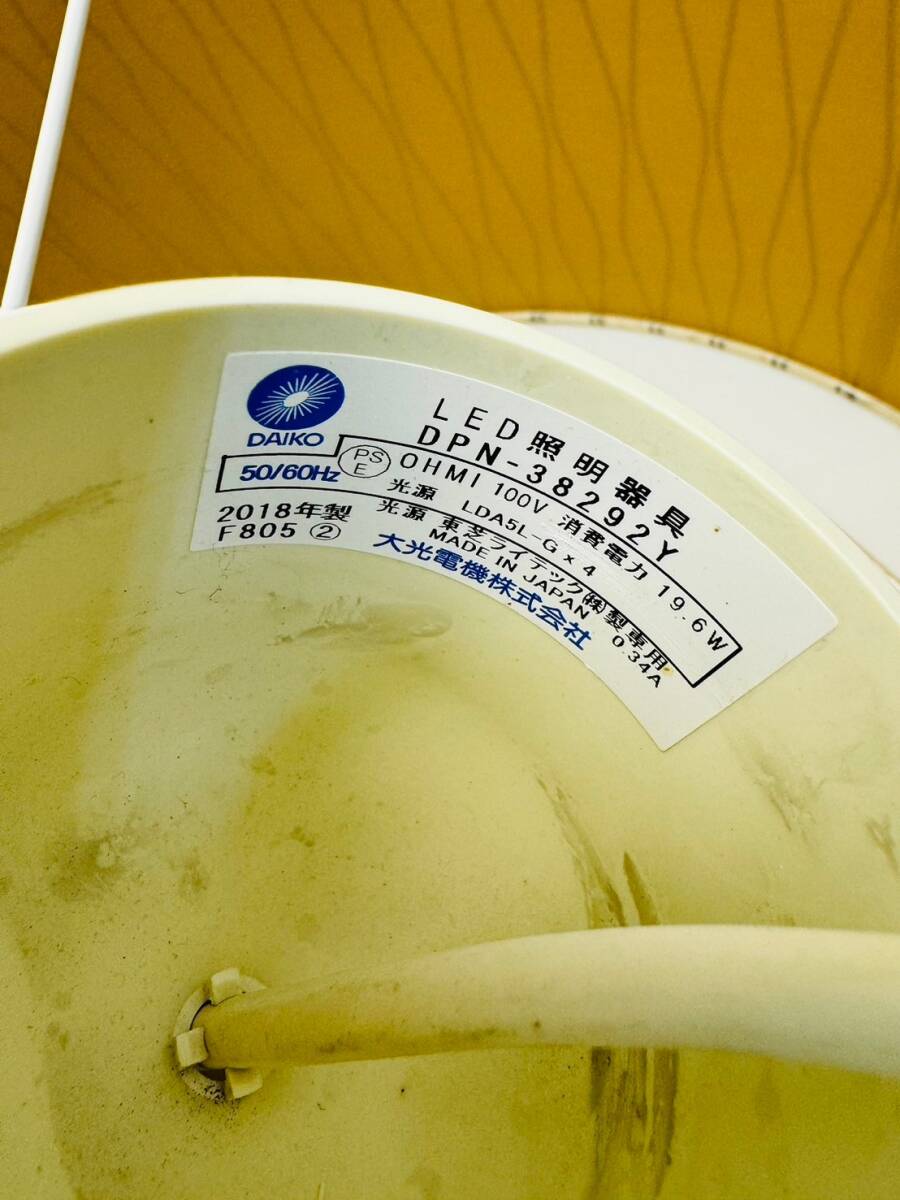 DAIKO
LED照明器具
DPN-38292Y
50/60Hz
PS
E
OHMI 100V 消費電力 19.6W
光源 LDA5L-G×4
光源 東芝ライテック㈱製専用
2018年製
MADE IN JAPAN 0.34A
F805 ②
大光電機株式会社